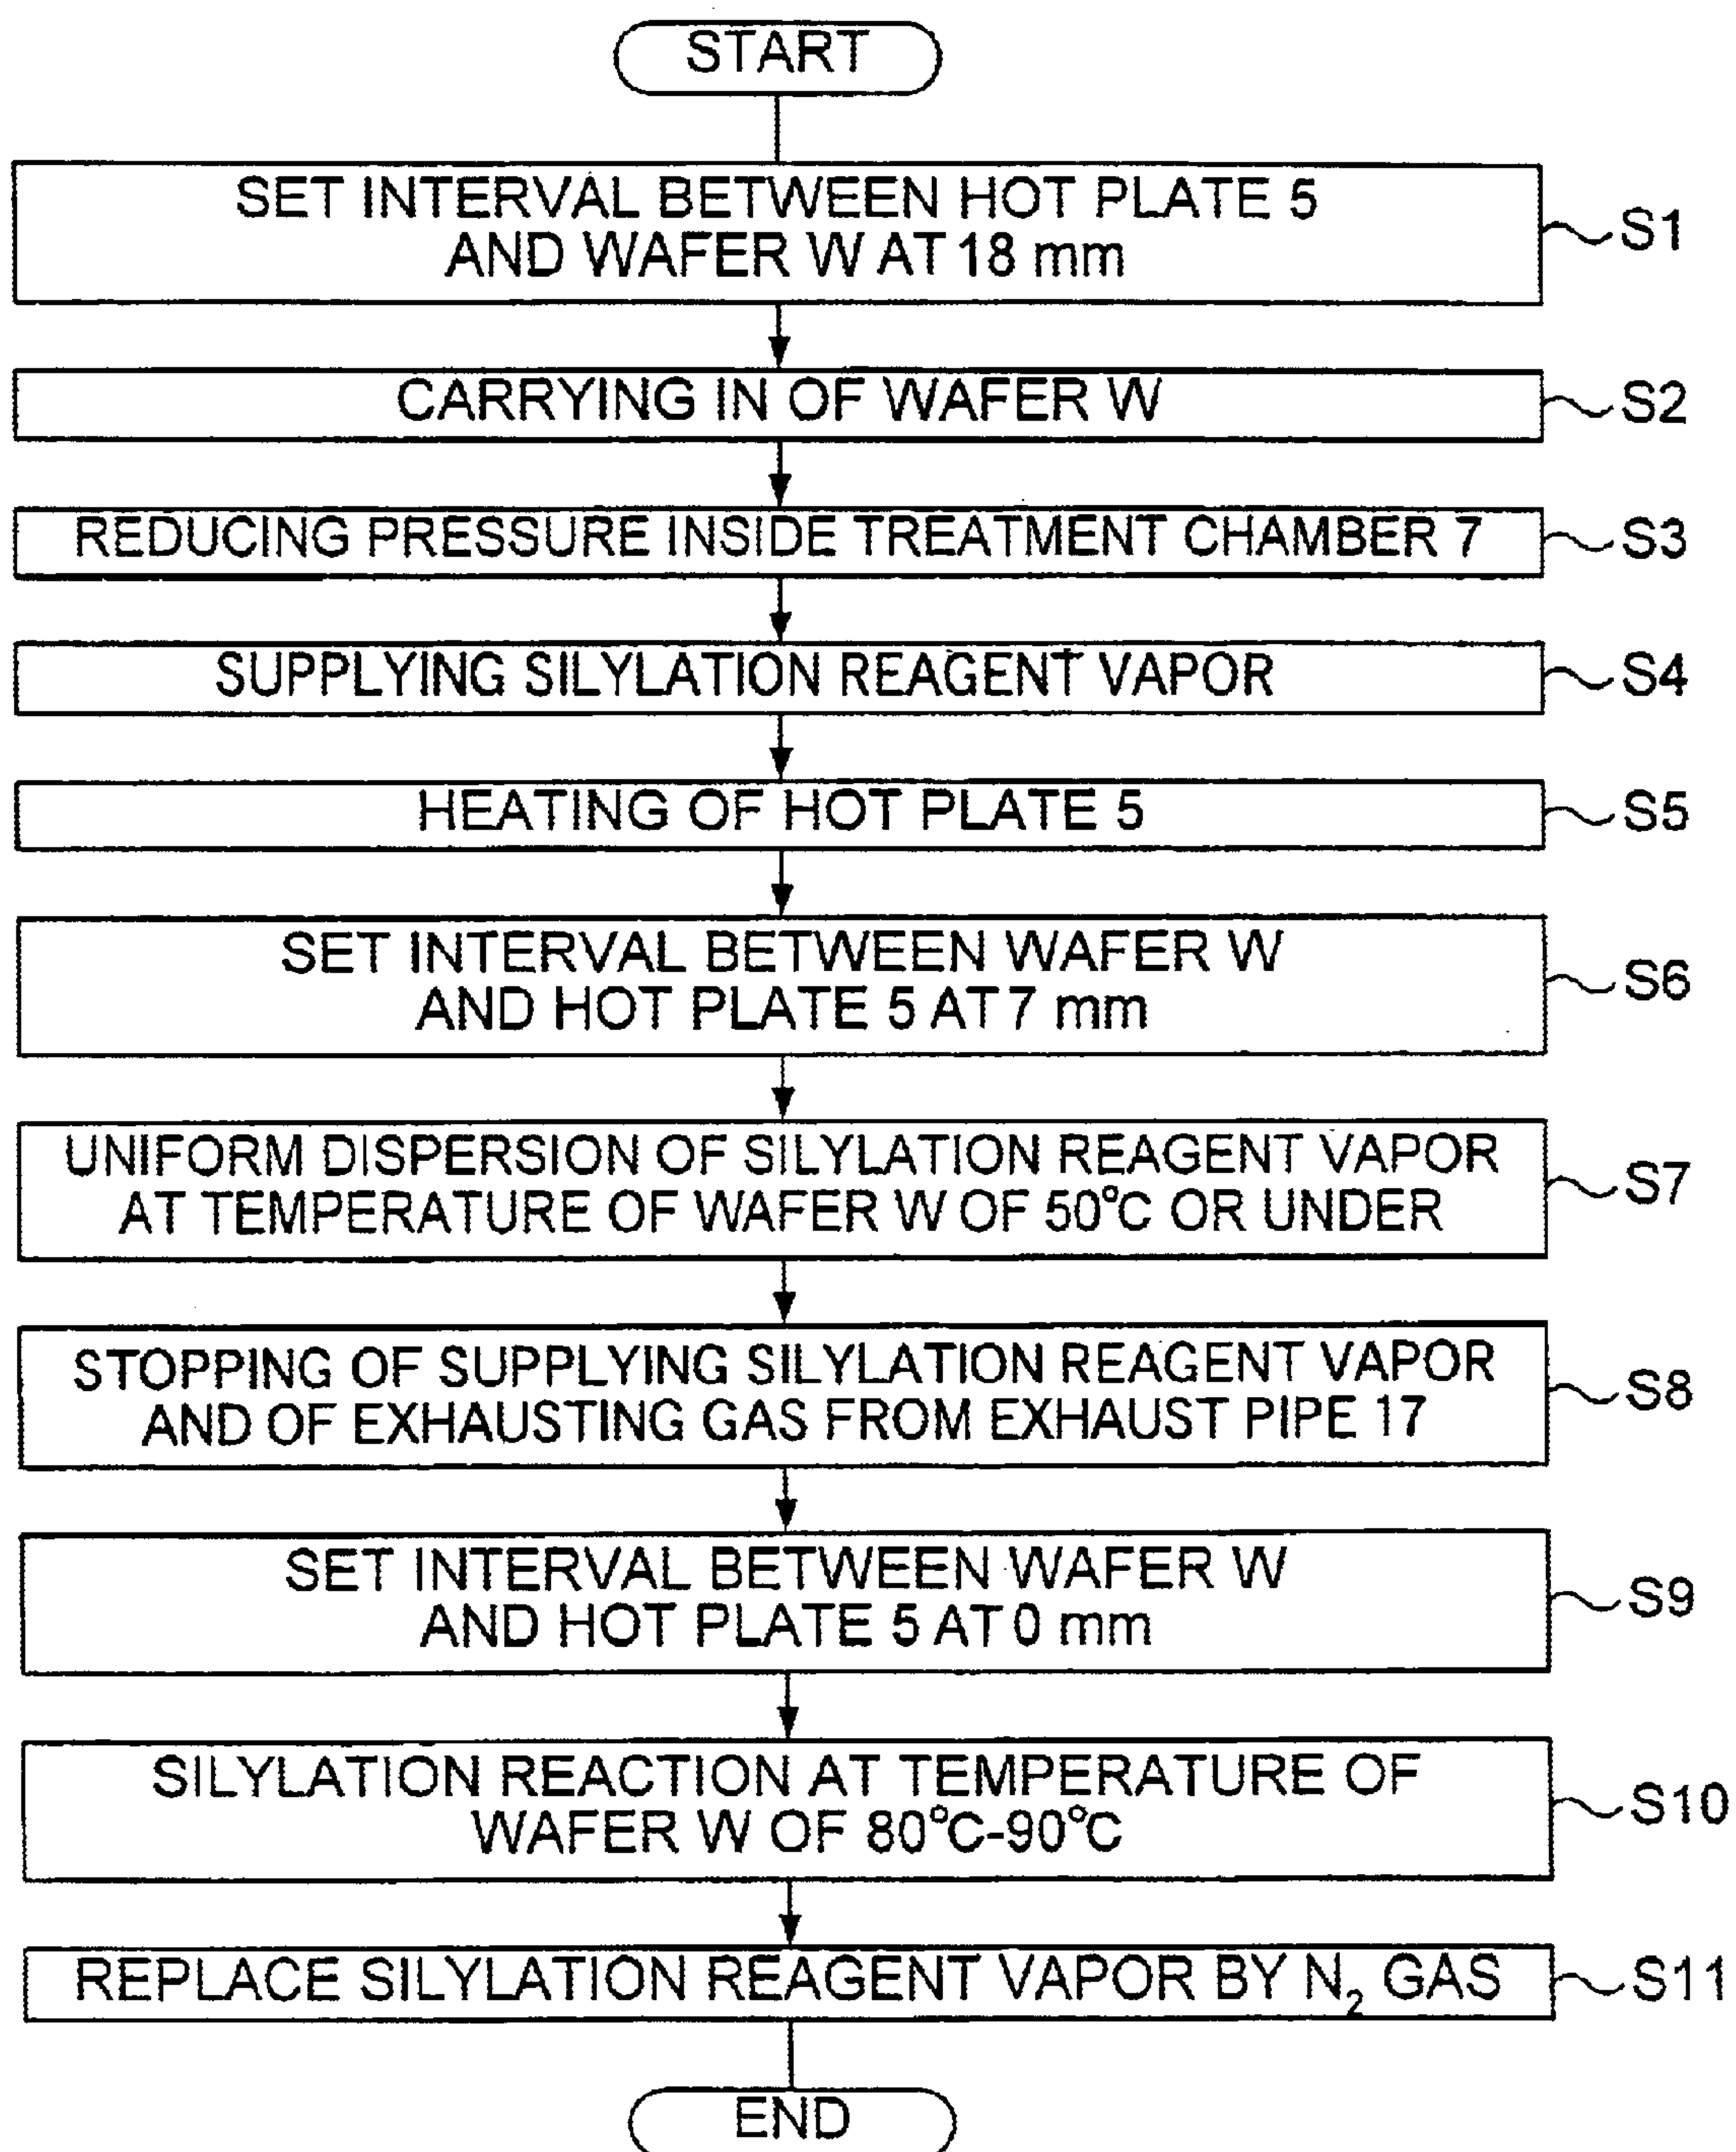 START
SET INTERVAL BETWEEN HOT PLATE 5
AND WAFER W AT 18 mm
S1
CARRYING IN OF WAFER W
S2
REDUCING PRESSURE INSIDE TREATMENT CHAMBER 7
S3
SUPPLYING SILYLATION REAGENT VAPOR
S4
HEATING OF HOT PLATE 5
S5
SET INTERVAL BETWEEN WAFER W
AND HOT PLATE 5 AT 7 mm
S6
UNIFORM DISPERSION OF SILYLATION REAGENT VAPOR
AT TEMPERATURE OF WAFER W OF 50°C OR UNDER
S7
STOPPING OF SUPPLYING SILYLATION REAGENT VAPOR
AND OF EXHAUSTING GAS FROM EXHAUST PIPE 17
S8
SET INTERVAL BETWEEN WAFER W
AND HOT PLATE 5 AT 0 mm
S9
SILYLATION REACTION AT TEMPERATURE OF
WAFER W OF 80°C-90°C
S10
REPLACE SILYLATION REAGENT VAPOR BY N₂ GAS
S11
END